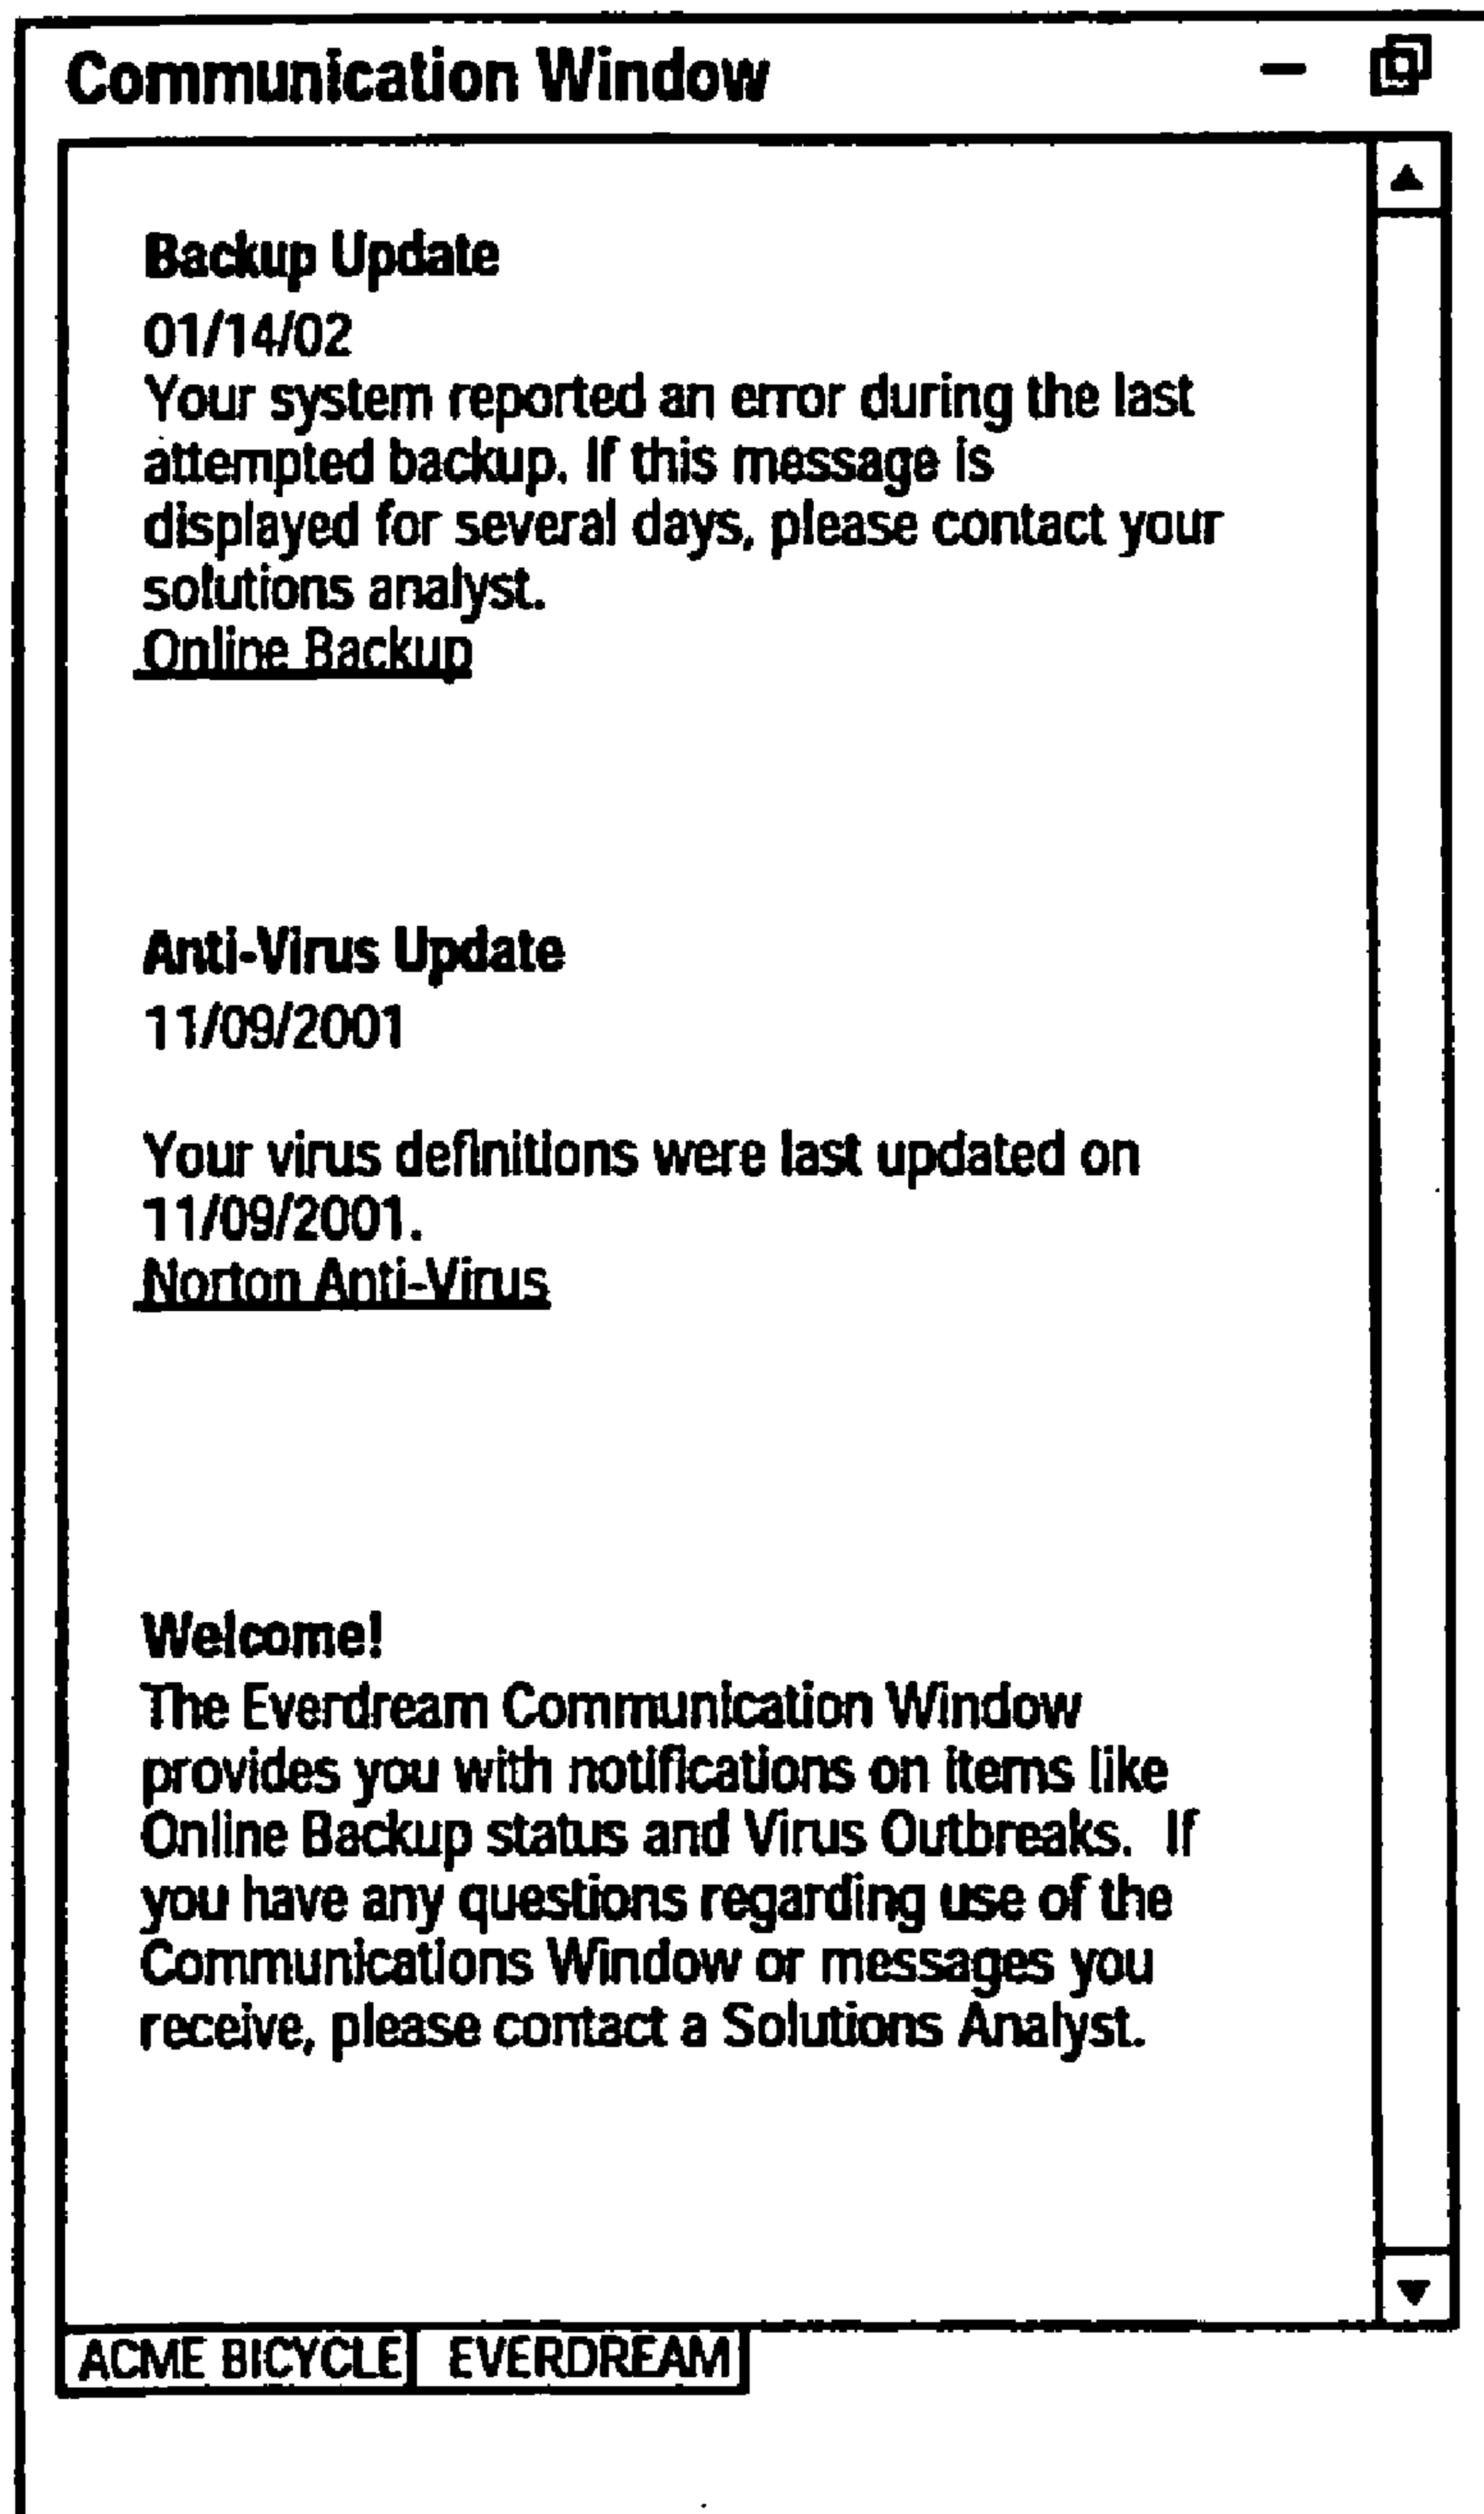 Communication Window
Backup Update
01/14/02
Your system reported an error during the last
attempted backup. If this message is
displayed for several days, please contact your
solutions analyst.
Online Backup
Anti-Virus Update
11/09/2001
Your virus definitions were last updated on
11/09/2001.
Norton Anti-Virus
Welcome!
The Everdream Communication Window
provides you with notifications on items like
Online Backup status and Virus Outbreaks. If
you have any questions regarding use of the
Communications Window or messages you
receive, please contact a Solutions Analyst.
ACME BICYCLE EVERDREAM